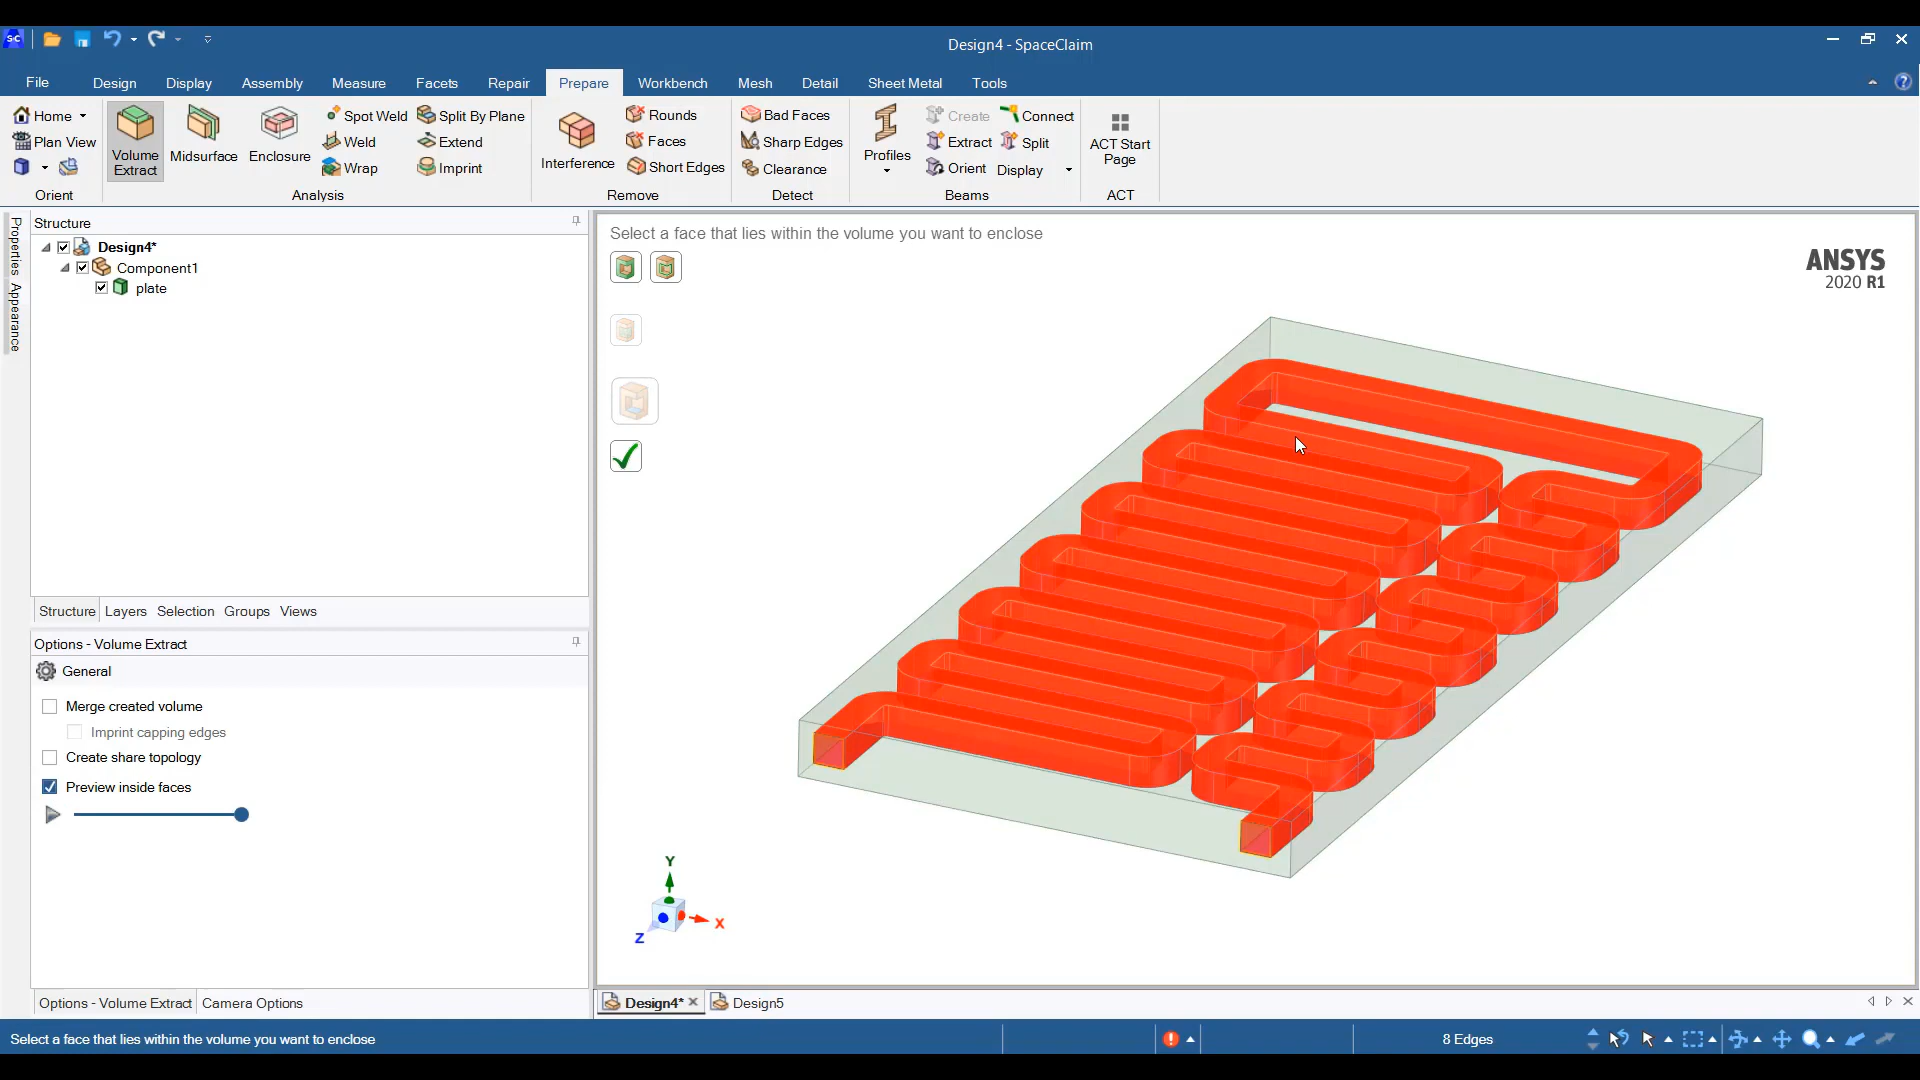 SC
Design4 - SpaceClaim
File Design Display Assembly Measure Facets Repair Prepare Workbench Mesh Detail Sheet Metal Tools
Home
Plan View
Orient
Volume Extract
Midsurface
Enclosure
Spot Weld
Weld
Wrap
Split By Plane
Extend
Imprint
Analysis
Interference
Rounds
Faces
Short Edges
Remove
Bad Faces
Sharp Edges
Clearance
Detect
Profiles
Create
Extract
Orient
Connect
Split
Display
Beams
ACT Start
Page
ACT
Properties
Appearance
Structure
Design4*
Component1
plate
Structure Layers Selection Groups Views
Options - Volume Extract
General
Merge created volume
Imprint capping edges
Create share topology
Preview inside faces
Options - Volume Extract Camera Options
Select a face that lies within the volume you want to enclose
ANSYS
2020 R1
Y
X
Z
Design4* Design5
Select a face that lies within the volume you want to enclose
8 Edges